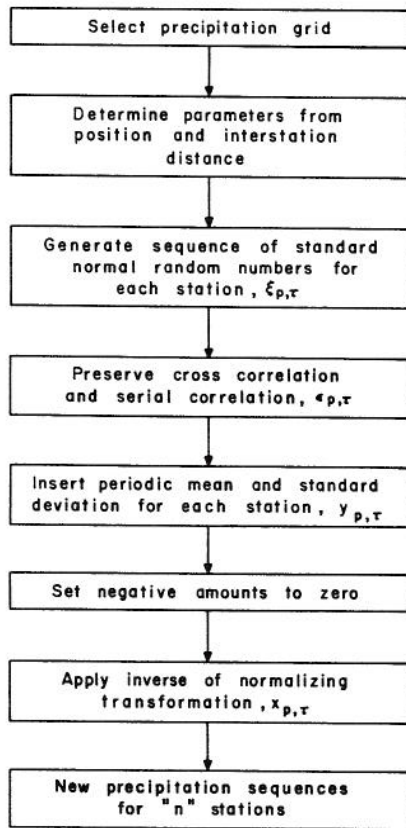 Select precipitation grid
Determine parameters from
position and interstation
distance
Generate sequence of standard
normal random numbers for
each station, ξp,τ
Preserve cross correlation
and serial correlation, ϵp,τ
Insert periodic mean and standard
deviation for each station, yp,τ
Set negative amounts to zero
Apply inverse of normalizing
transformation, xp,τ
New precipitation sequences
for "n" stations